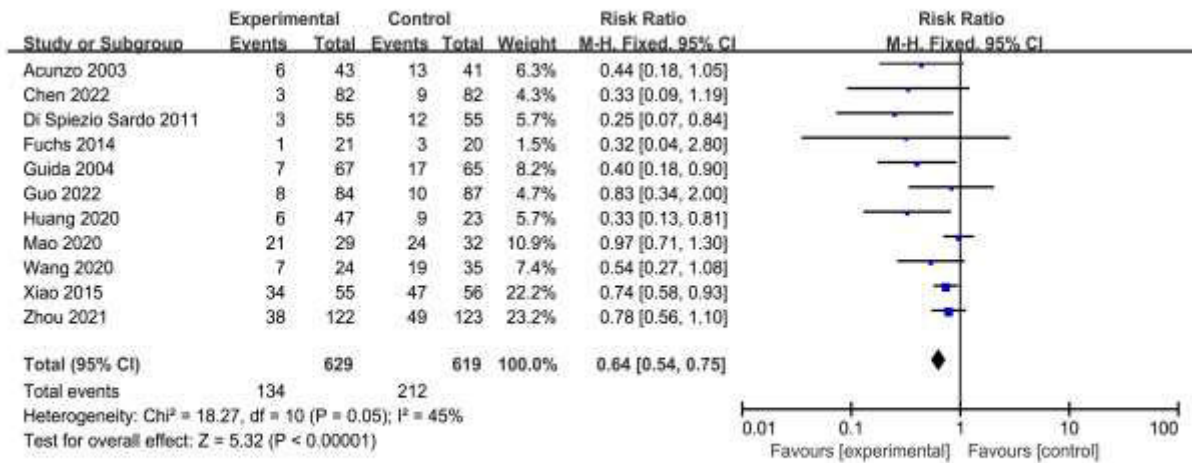 Experimental Control Risk Ratio Risk Ratio
Study or Subgroup Events Total Events Total Weight M-H, Fixed, 95% CI M-H, Fixed, 95% CI
Acunzo 2003 6 43 13 41 6.3% 0.44 [0.18, 1.05]
Chen 2022 3 82 9 82 4.3% 0.33 [0.09, 1.19]
Di Spiezio Sardo 2011 3 55 12 55 5.7% 0.25 [0.07, 0.84]
Fuchs 2014 1 21 3 20 1.5% 0.32 [0.04, 2.80]
Guida 2004 7 67 17 65 8.2% 0.40 [0.18, 0.90]
Guo 2022 8 84 10 87 4.7% 0.83 [0.34, 2.00]
Huang 2020 6 47 9 23 5.7% 0.33 [0.13, 0.81]
Mao 2020 21 29 24 32 10.9% 0.97 [0.71, 1.30]
Wang 2020 7 24 19 35 7.4% 0.54 [0.27, 1.08]
Xiao 2015 34 55 47 56 22.2% 0.74 [0.58, 0.93]
Zhou 2021 38 122 49 123 23.2% 0.78 [0.56, 1.10]
Total (95% CI) 629 619 100.0% 0.64 [0.54, 0.75]
Total events 134 212
Heterogeneity: Chi² = 18.27, df = 10 (P = 0.05); I² = 45%
Test for overall effect: Z = 5.32 (P < 0.00001)
0.01 0.1 1 10 100
Favours [experimental] Favours [control]